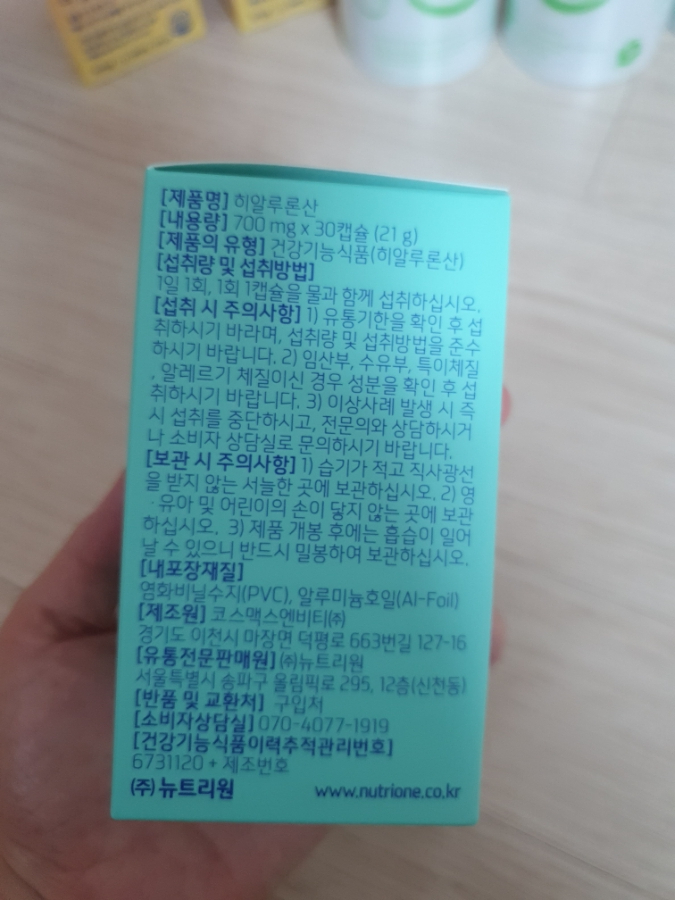 [제품명] 히알루론산
[내용량] 700 mg x 30캡슐 (21 g)
[제품의 유형] 건강기능식품(히알루론산)
[섭취량 및 섭취방법]
1일 1회, 1회 1캡슐을 물과 함께 섭취하십시오.
[섭취 시 주의사항] 1) 유통기한을 확인 후 섭
취하시기 바라며, 섭취량 및 섭취방법을 준수
하시기 바랍니다. 2) 임산부, 수유부, 특이체질
, 알레르기 체질이신 경우 성분을 확인 후 섭
취하시기 바랍니다. 3) 이상사례 발생 시 즉
시 섭취를 중단하시고, 전문의와 상담하시거
나 소비자 상담실로 문의하시기 바랍니다.
[보관 시 주의사항] 1) 습기가 적고 직사광선
을 받지 않는 서늘한 곳에 보관하십시오. 2) 영
·유아 및 어린이의 손이 닿지 않는 곳에 보관
하십시오. 3) 제품 개봉 후에는 흡습이 일어
날 수 있으니 반드시 밀봉하여 보관하십시오.
[내포장재질]
염화비닐수지(PVC), 알루미늄호일(Al-Foil)
[제조원] 코스맥스엔비티㈜
경기도 이천시 마장면 덕평로 663번길 127-16
[유통전문판매원] ㈜뉴트리원
서울특별시 송파구 올림픽로 295, 12층(신천동)
[반품 및 교환처] 구입처
[소비자상담실] 070-4077-1919
[건강기능식품이력추적관리번호]
6731120 + 제조번호
(주)뉴트리원 www.nutrione.co.kr